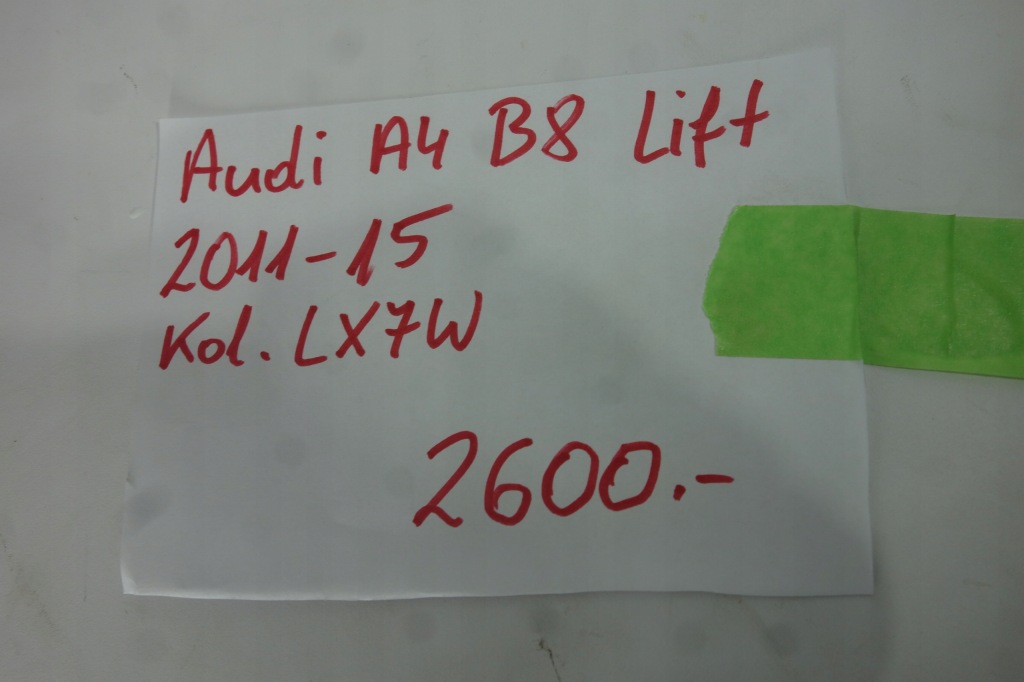 Audi A4 B8 Lift
2011-15
Kol. LX7W
2600.-